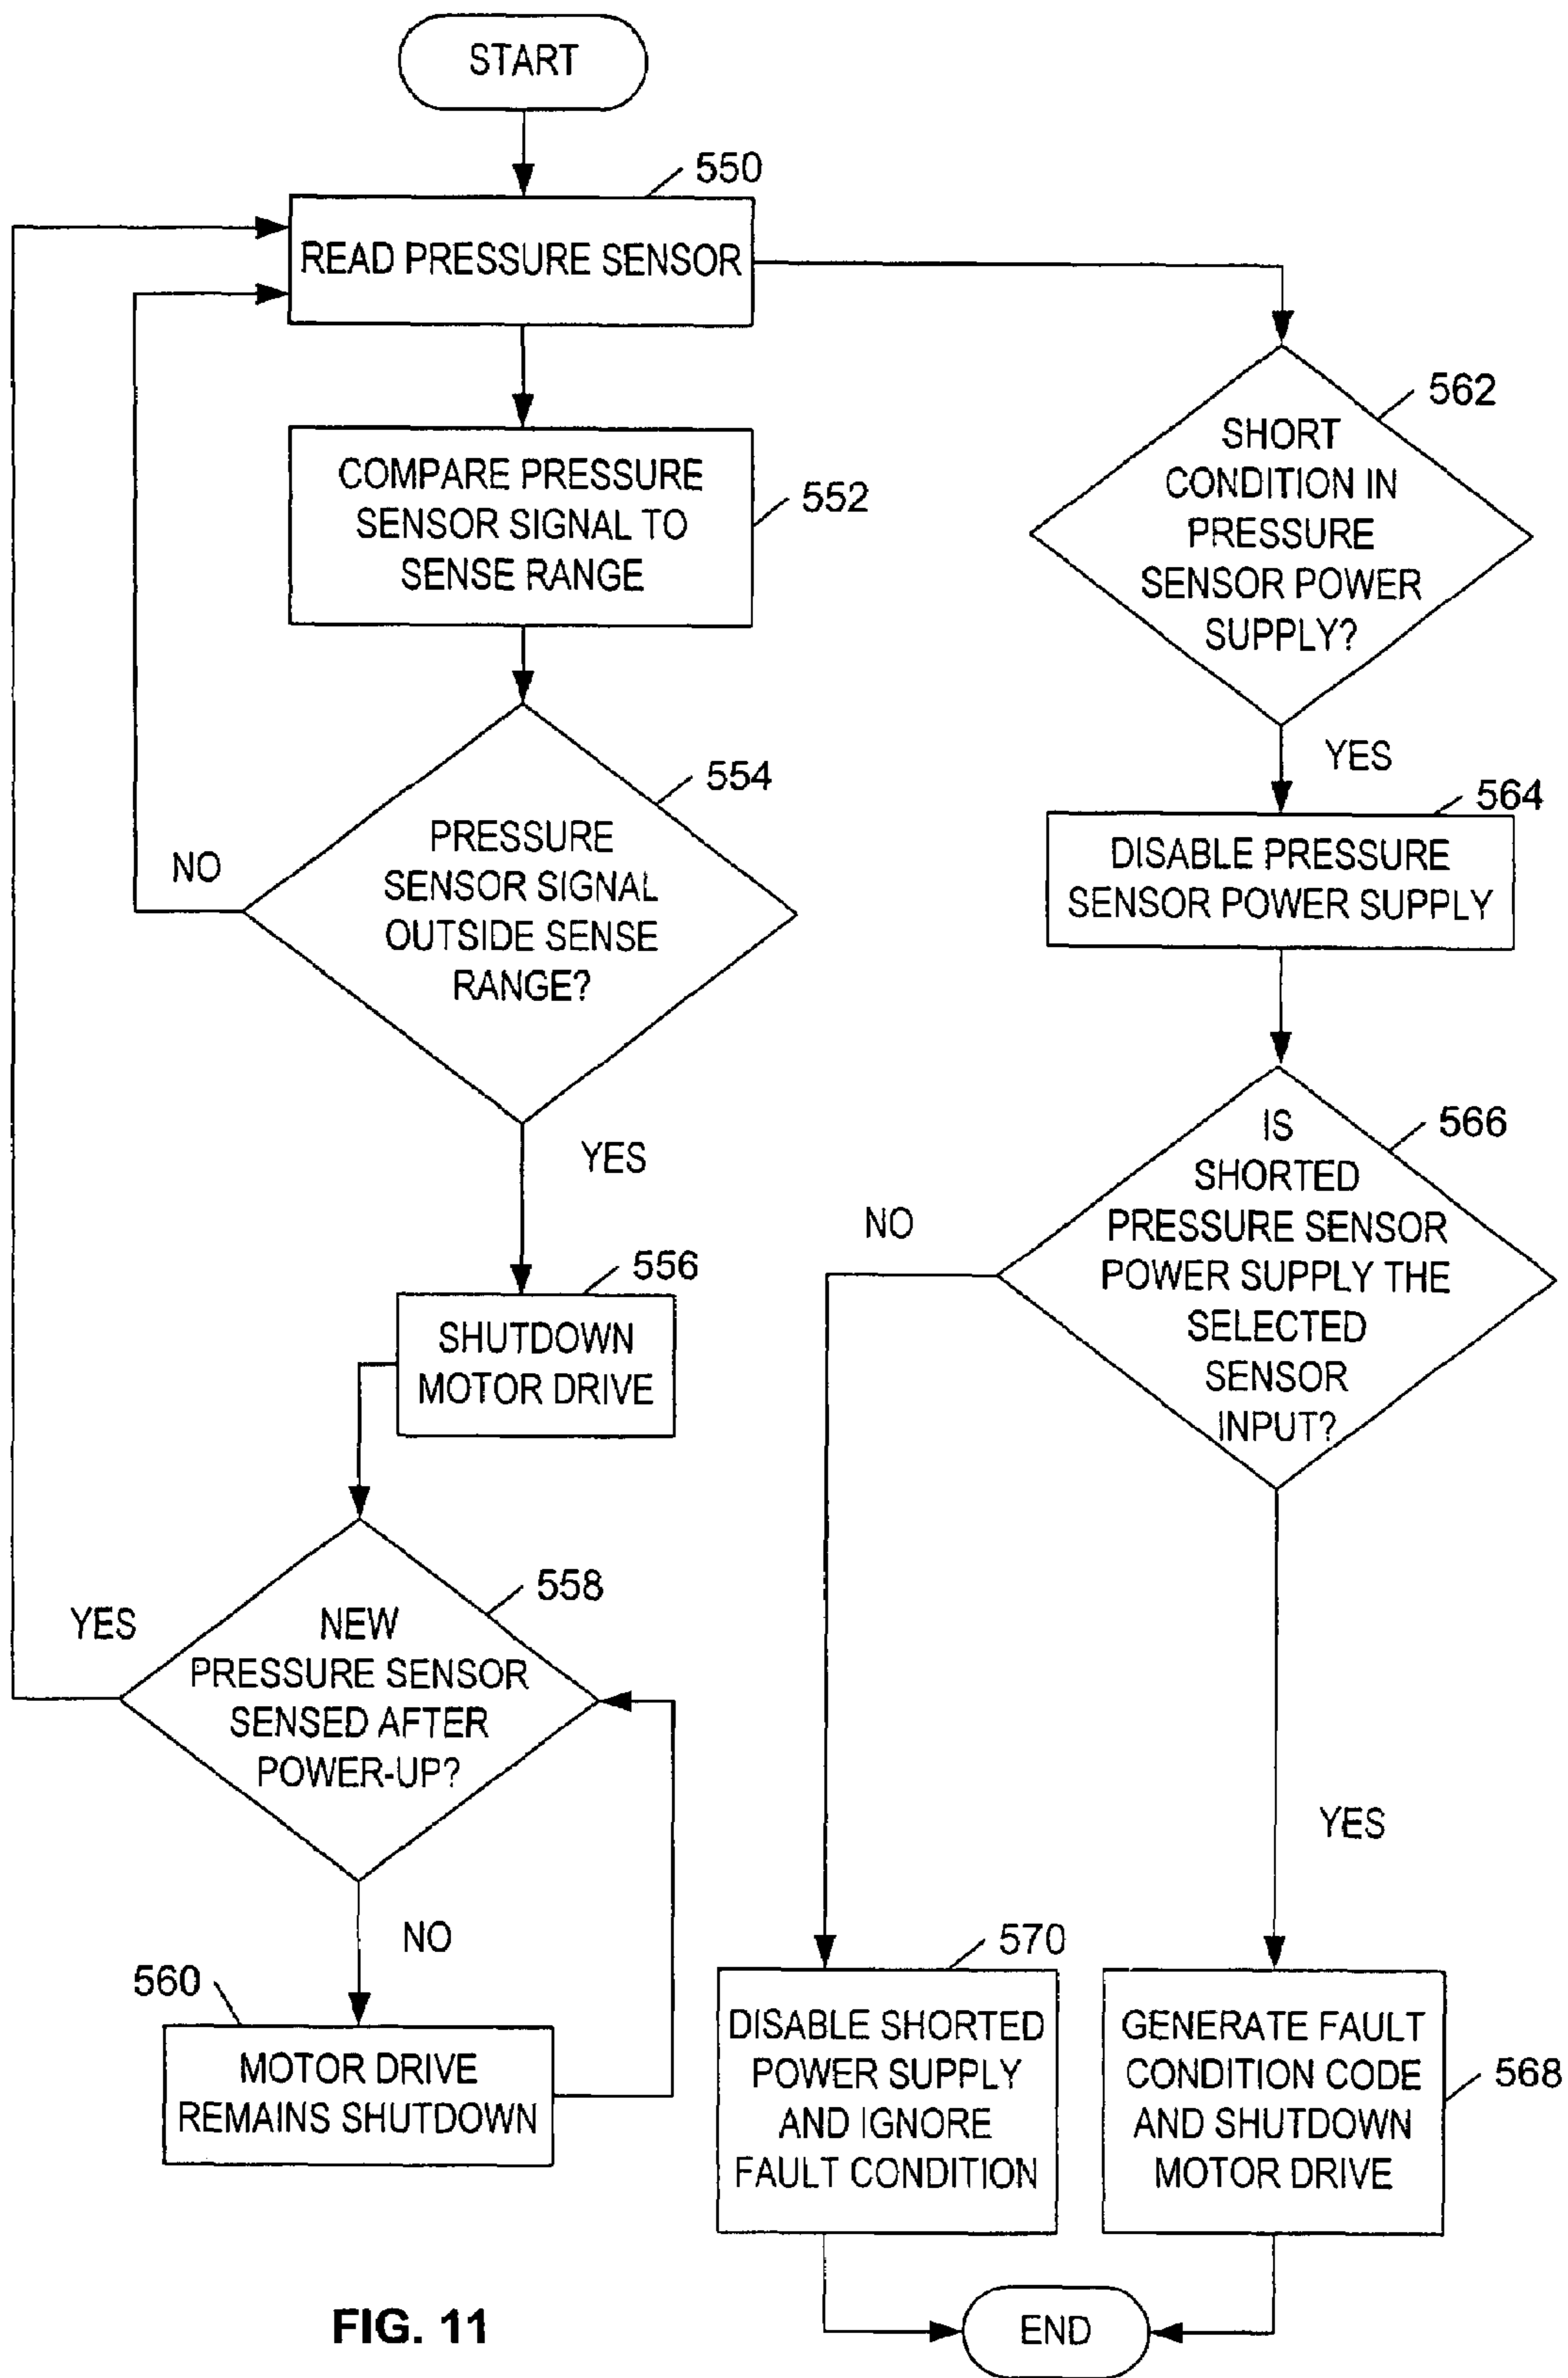 START
550
READ PRESSURE SENSOR
COMPARE PRESSURE
SENSOR SIGNAL TO
SENSE RANGE
552
554
PRESSURE
SENSOR SIGNAL
OUTSIDE SENSE
RANGE?
NO
YES
556
SHUTDOWN
MOTOR DRIVE
558
NEW
PRESSURE SENSOR
SENSED AFTER
POWER-UP?
YES
NO
560
MOTOR DRIVE
REMAINS SHUTDOWN
562
SHORT
CONDITION IN
PRESSURE
SENSOR POWER
SUPPLY?
YES
564
DISABLE PRESSURE
SENSOR POWER SUPPLY
566
IS
SHORTED
PRESSURE SENSOR
POWER SUPPLY THE
SELECTED
SENSOR
INPUT?
NO
YES
570
DISABLE SHORTED
POWER SUPPLY
AND IGNORE
FAULT CONDITION
GENERATE FAULT
CONDITION CODE
AND SHUTDOWN
MOTOR DRIVE
568
END
FIG. 11